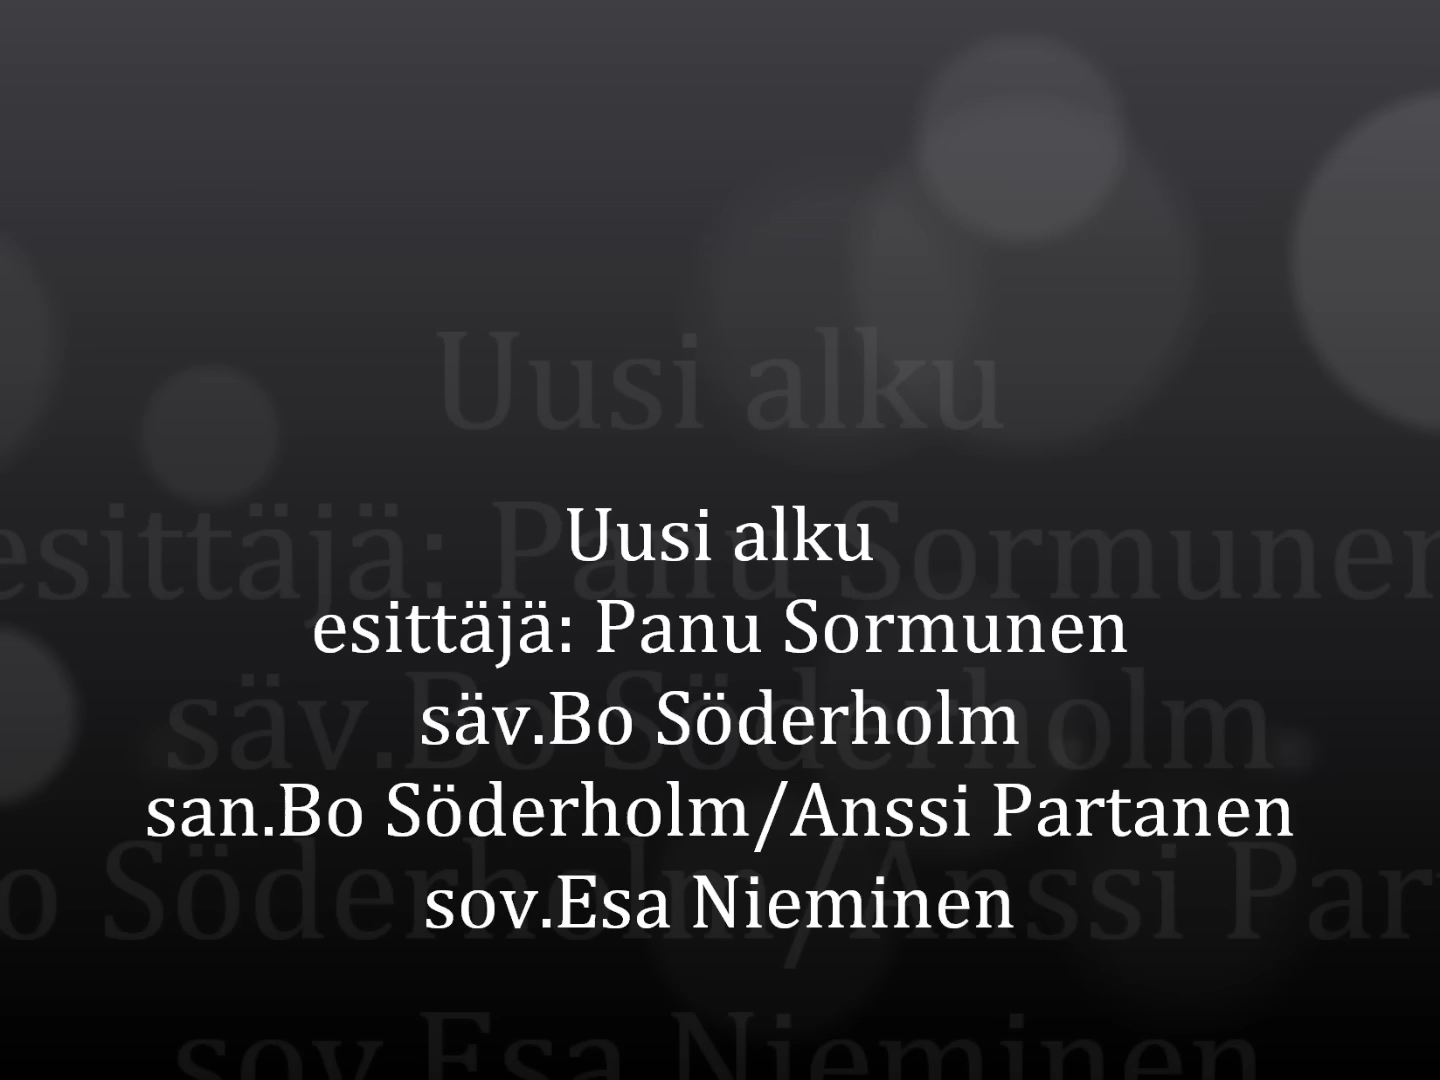 Uusi alku
esittäjä: Panu Sormunen
säv.Bo Söderholm
san.Bo Söderholm/Anssi Partanen
sov.Esa Nieminen